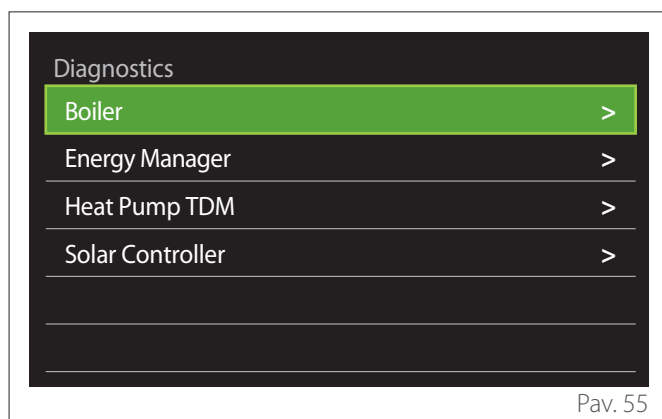 Diagnostics
Boiler >
Energy Manager >
Heat Pump TDM >
Solar Controller >
Pav. 55